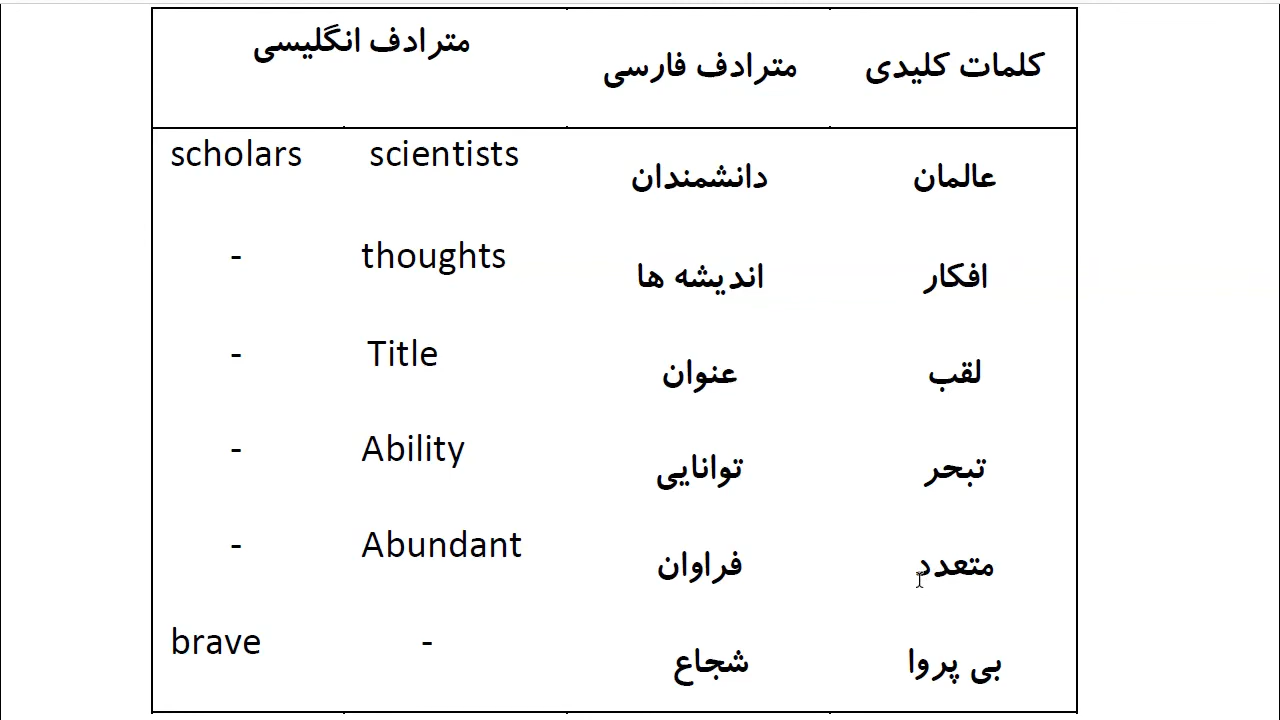 کلمات کلیدی مترادف فارسی مترادف انگلیسی
عالمان دانشمندان scientists scholars
افکار اندیشه ها thoughts -
لقب عنوان Title -
تبحر توانایی Ability -
متعدد فراوان Abundant -
بی پروا شجاع - brave